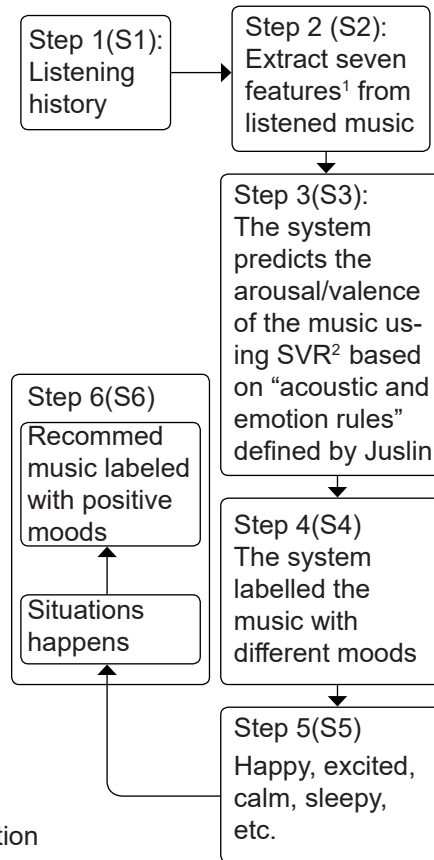 Step 1(S1):
Listening
history
Step 2 (S2):
Extract seven
features¹ from
listened music
Step 3(S3):
The system
predicts the
arousal/valence
of the music us-
ing SVR² based
on “acoustic and
emotion rules”
defined by Juslin
Step 4(S4)
The system
labelled the
music with
different moods
Step 5(S5)
Happy, excited,
calm, sleepy,
etc.
Step 6(S6)
Recommed
music labeled
with positive
moods
Situations
happens
tion